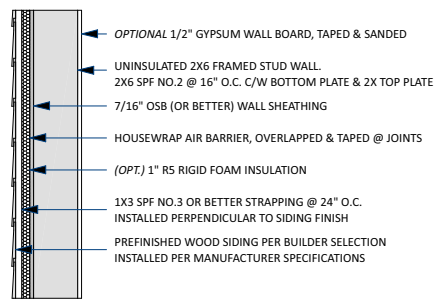 OPTIONAL 1/2" GYPSUM WALL BOARD, TAPED & SANDED
UNINSULATED 2X6 FRAMED STUD WALL.
2X6 SPF NO.2 @ 16" O.C. C/W BOTTOM PLATE & 2X TOP PLATE
7/16" OSB (OR BETTER) WALL SHEATHING
HOUSEWRAP AIR BARRIER, OVERLAPPED & TAPED @ JOINTS
(OPT.) 1" R5 RIGID FOAM INSULATION
1X3 SPF NO.3 OR BETTER STRAPPING @ 24" O.C.
INSTALLED PERPENDICULAR TO SIDING FINISH
PREFINISHED WOOD SIDING PER BUILDER SELECTION
INSTALLED PER MANUFACTURER SPECIFICATIONS